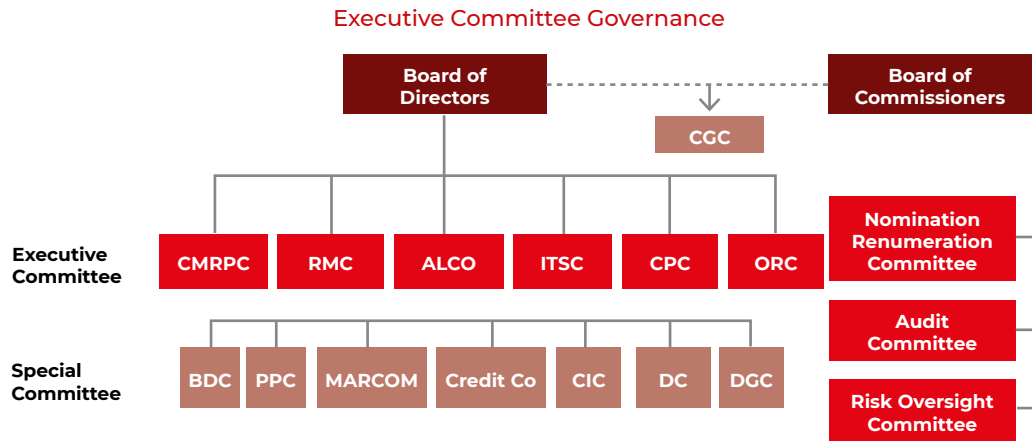 Executive Committee Governance
Board of
Directors
Board of
Commissioners
CGC
Executive
Committee
CMRPC
RMC
ALCO
ITSC
CPC
ORC
Nomination
Renumeration
Committee
Audit
Committee
Special
Committee
BDC
PPC
MARCOM
Credit Co
CIC
DC
DGC
Risk Oversight
Committee